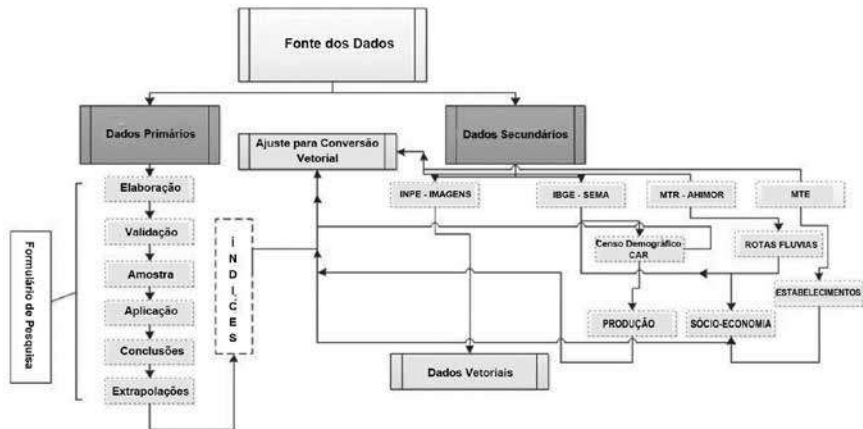 Fonte dos Dados
Dados Primários
Dados Secundários
Ajuste para Conversão
Vetorial
Elaboração
Validação
Amostra
Aplicação
Conclusões
Extrapolações
Formulário de Pesquisa
ÍNDICES
INPE - IMAGENS
IBGE - SEMA
MTR - AHIMOR
MTE
Censo Demográfico
CAR
ROTAS FLUVIAS
ESTABELECIMENTOS
PRODUÇÃO
SÓCIO-ECONOMIA
Dados Vetoriais